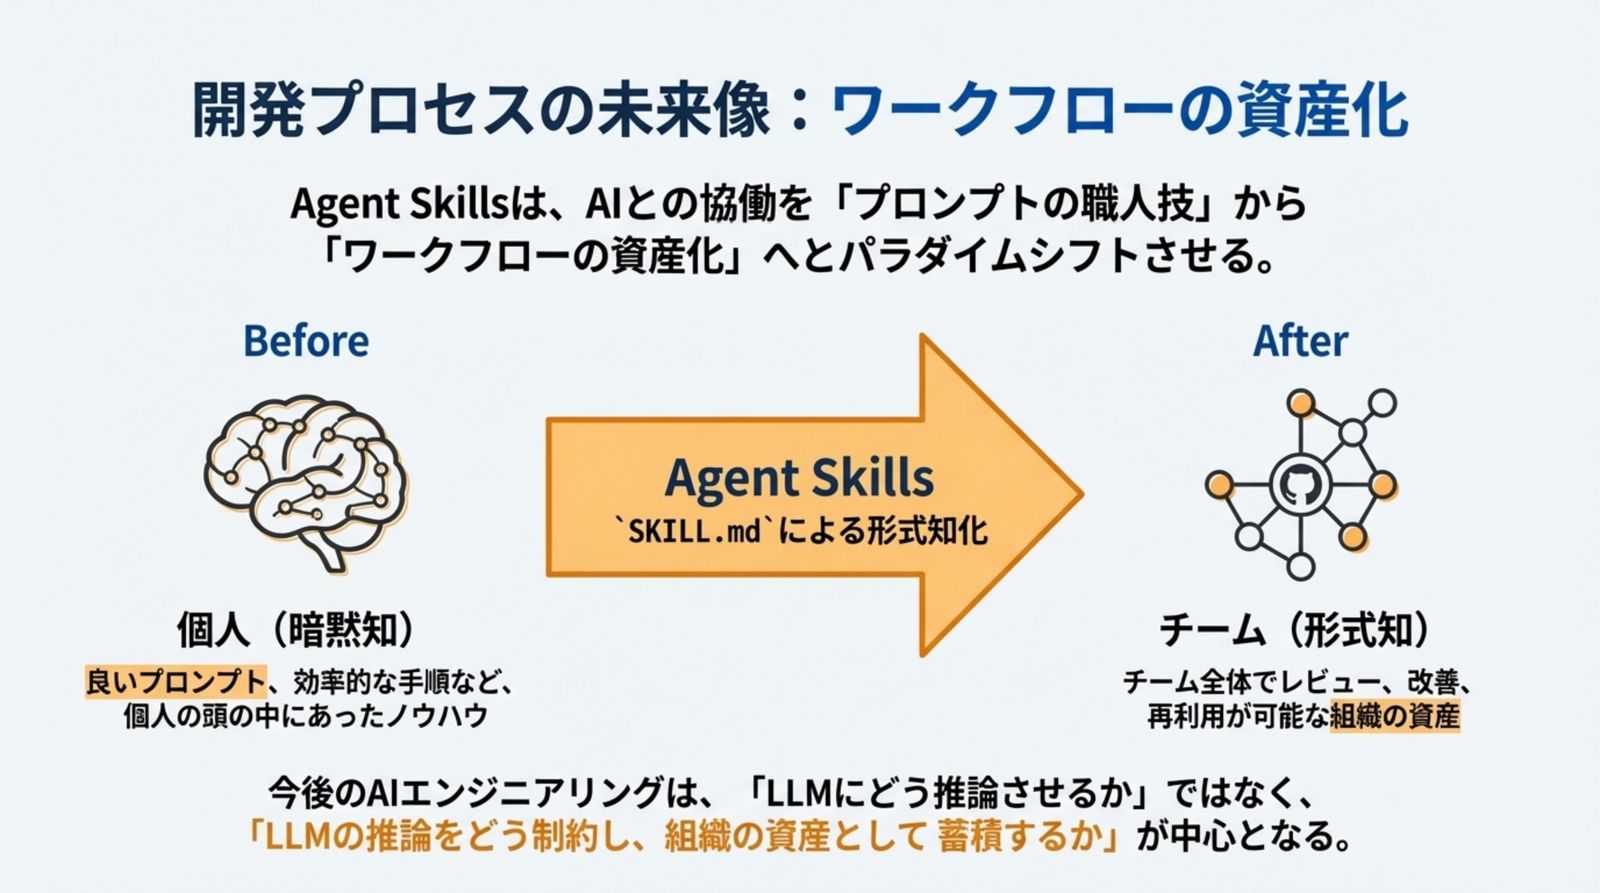 開発プロセスの未来像：ワークフローの資産化
Agent Skillsは、AIとの協働を「プロンプトの職人技」から
「ワークフローの資産化」へとパラダイムシフトさせる。
Before
個人（暗黙知）
良いプロンプト、効率的な手順など、
個人の頭の中にあったノウハウ
Agent Skills
`SKILL.md`による形式知化
After
チーム（形式知）
チーム全体でレビュー、改善、
再利用が可能な組織の資産
今後のAIエンジニアリングは、「LLMにどう推論させるか」ではなく、
「LLMの推論をどう制約し、組織の資産として 蓄積するか」が中心となる。